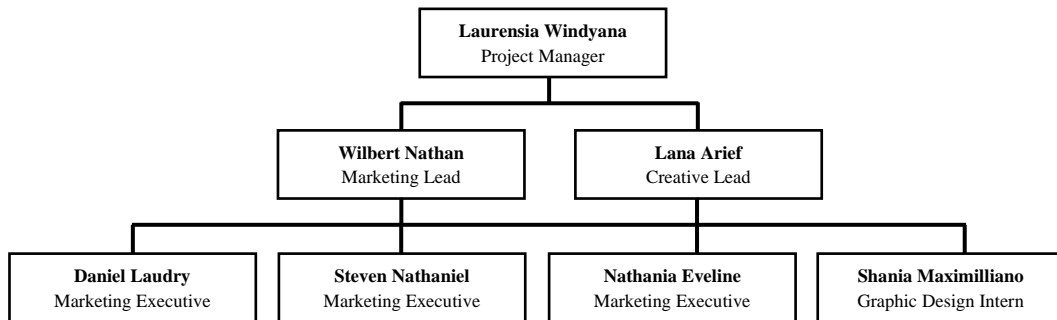 Laurensia Windyana
Project Manager
Wilbert Nathan
Marketing Lead
Lana Arief
Creative Lead
Daniel Laudry
Marketing Executive
Steven Nathaniel
Marketing Executive
Nathania Eveline
Marketing Executive
Shania Maximilliano
Graphic Design Intern